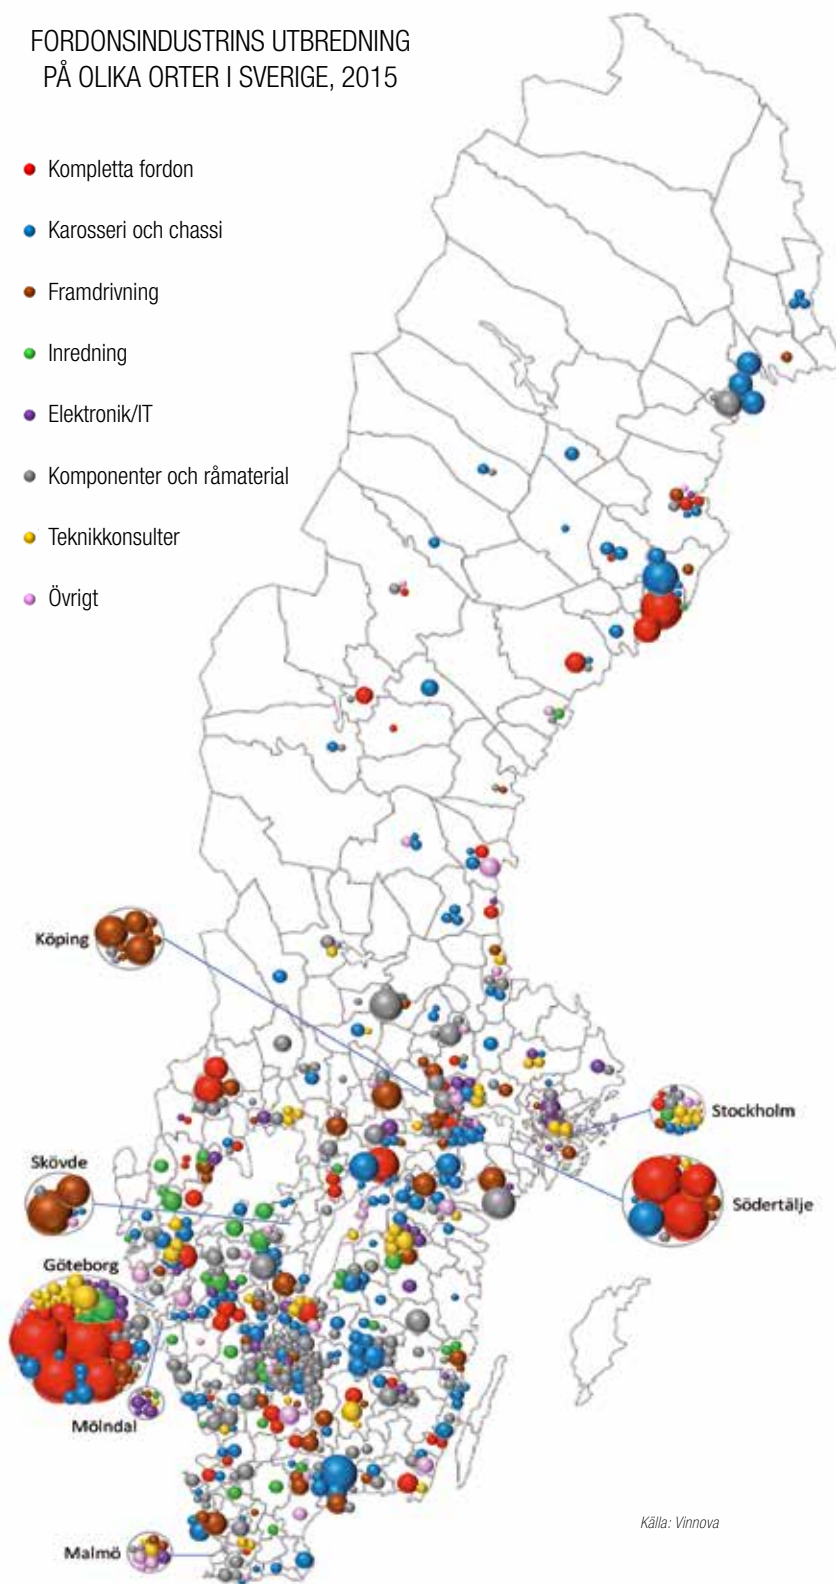 FORDONSINDUSTRINS UTBREDNING
PÅ OLIKA ORTER I SVERIGE, 2015
Kompletta fordon
Karosseri och chassi
Framdrivning
Inredning
Elektronik/IT
Komponenter och råmaterial
Teknikkonsulter
Övrigt
Köping
Stockholm
Skövde
Södertälje
Göteborg
Mölndal
Malmö
Källa: Vinnova